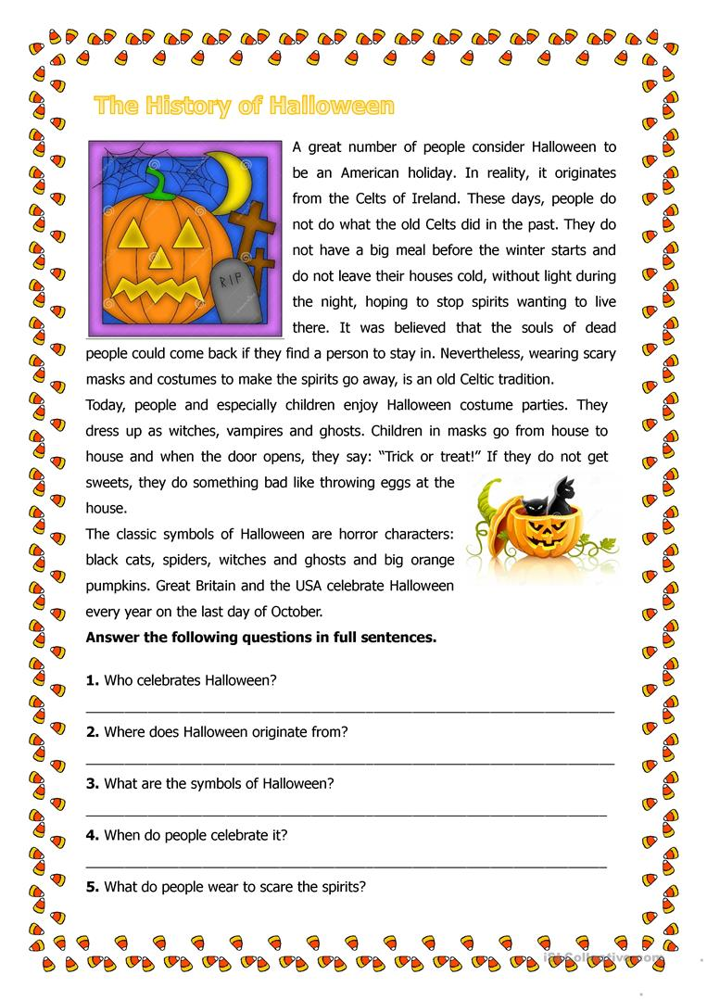 The History of Halloween
RIP
A great number of people consider Halloween to
be an American holiday. In reality, it originates
from the Celts of Ireland. These days, people do
not do what the old Celts did in the past. They do
not have a big meal before the winter starts and
do not leave their houses cold, without light during
the night, hoping to stop spirits wanting to live
there. It was believed that the souls of dead
people could come back if they find a person to stay in. Nevertheless, wearing scary
masks and costumes to make the spirits go away, is an old Celtic tradition.
Today, people and especially children enjoy Halloween costume parties. They
dress up as witches, vampires and ghosts. Children in masks go from house to
house and when the door opens, they say: “Trick or treat!” If they do not get
sweets, they do something bad like throwing eggs at the
house.
The classic symbols of Halloween are horror characters:
black cats, spiders, witches and ghosts and big orange
pumpkins. Great Britain and the USA celebrate Halloween
every year on the last day of October.
Answer the following questions in full sentences.
1. Who celebrates Halloween?
2. Where does Halloween originate from?
3. What are the symbols of Halloween?
4. When do people celebrate it?
5. What do people wear to scare the spirits?
iSLCollective.com